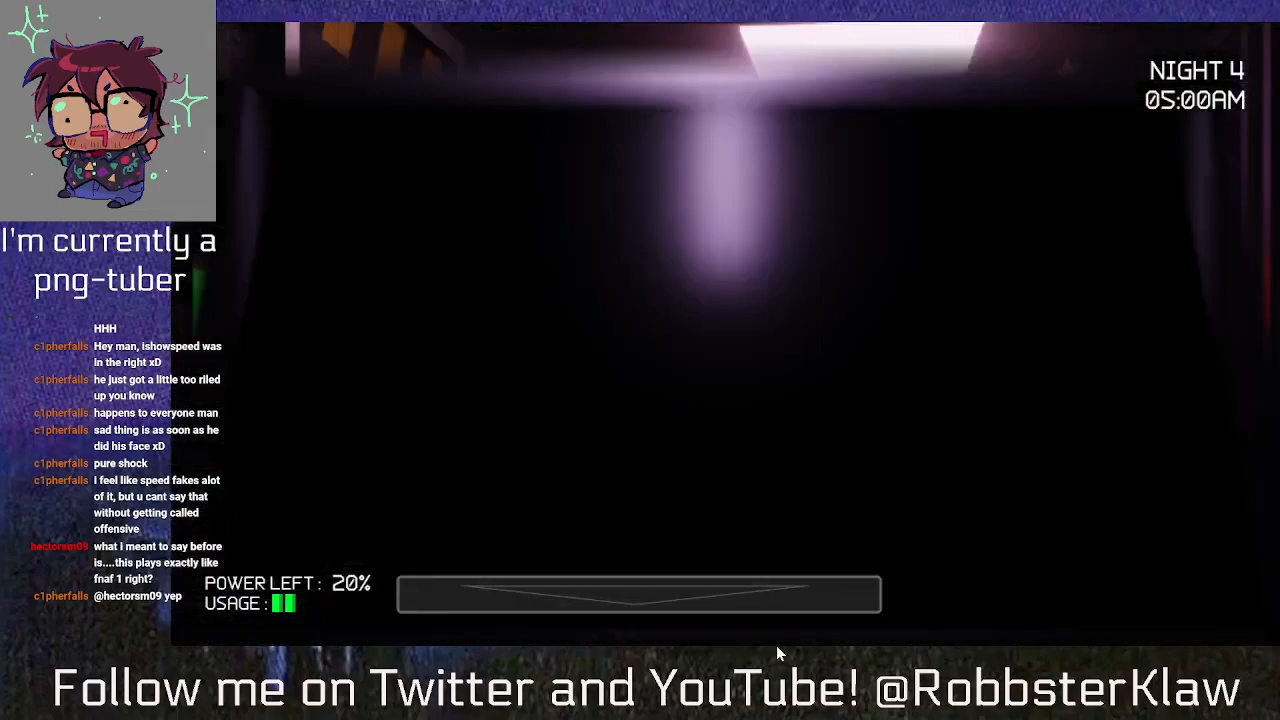 NIGHT 4
05:00AM
I'm currently a
png-tuber
HHH
c1pherfalls Hey man, ishowspeed was
in the right xD
c1pherfalls he just got a little too riled
up you know
c1pherfalls happens to everyone man
c1pherfalls sad thing is as soon as he
did his face xD
c1pherfalls pure shock
c1pherfalls i feel like speed fakes alot
of it, but u cant say that
without getting called
offensive
hectorsm09 what I meant to say before
is....this plays exactly like
fnaf 1 right?
c1pherfalls @hectorsm09 yep
POWER LEFT : 20%
USAGE :
Follow me on Twitter and YouTube! @RobbsterKlaw